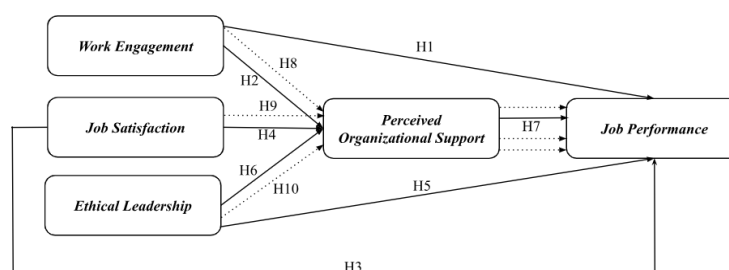 H1
Work Engagement
H8
H2
H9
Job Satisfaction
H4
Perceived
Organizational Support
H7
Job Performance
H6
H10
Ethical Leadership
H5
H3